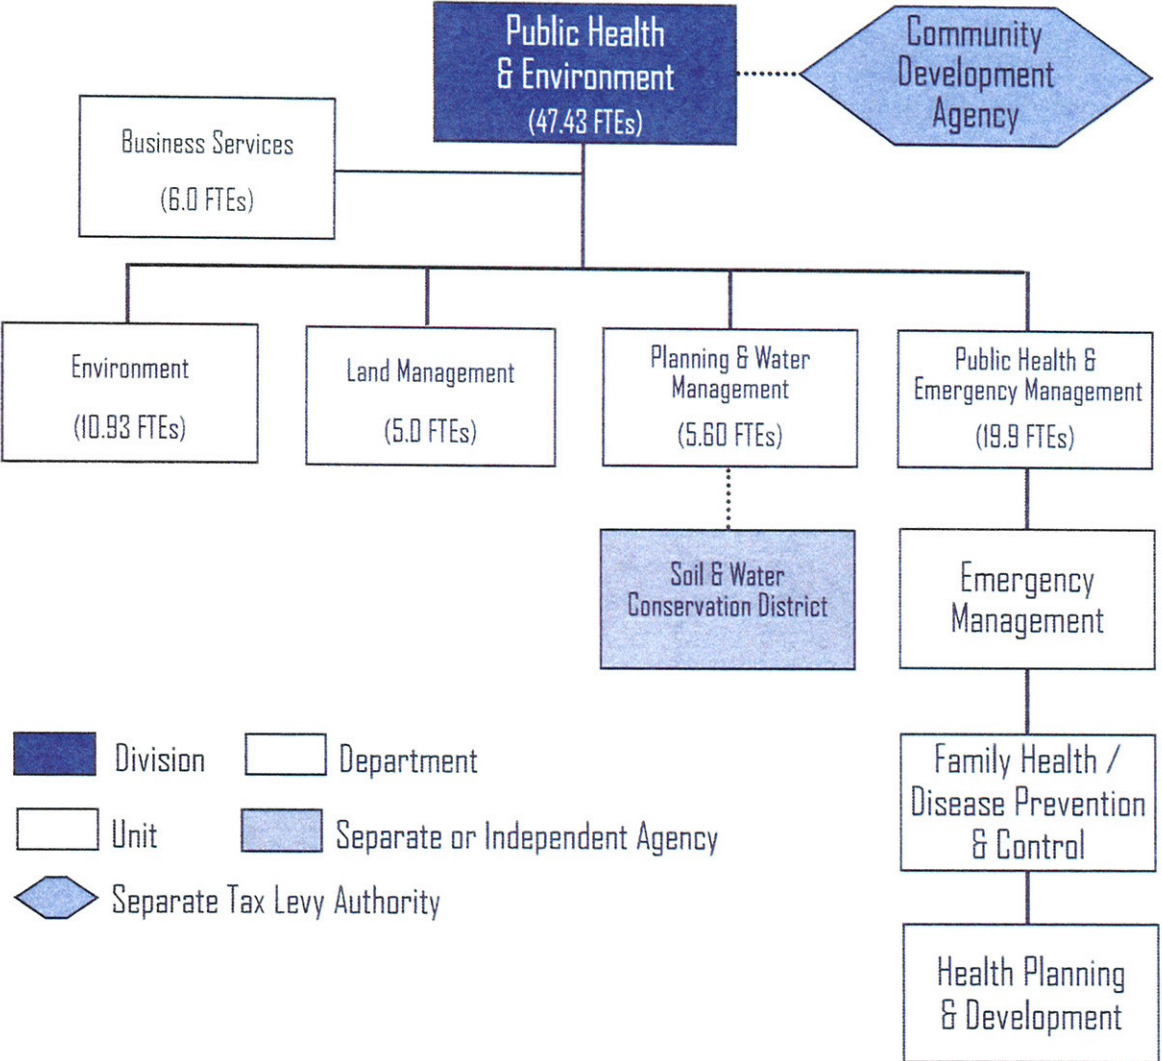 Public Health
& Environment
(47.43 FTEs)
Community
Development
Agency
Business Services
(6.0 FTEs)
Environment
(10.93 FTEs)
Land Management
(5.0 FTEs)
Planning & Water
Management
(5.60 FTEs)
Public Health &
Emergency Management
(19.9 FTEs)
Soil & Water
Conservation District
Emergency
Management
Family Health /
Disease Prevention
& Control
Health Planning
& Development
Division
Department
Unit
Separate or Independent Agency
Separate Tax Levy Authority